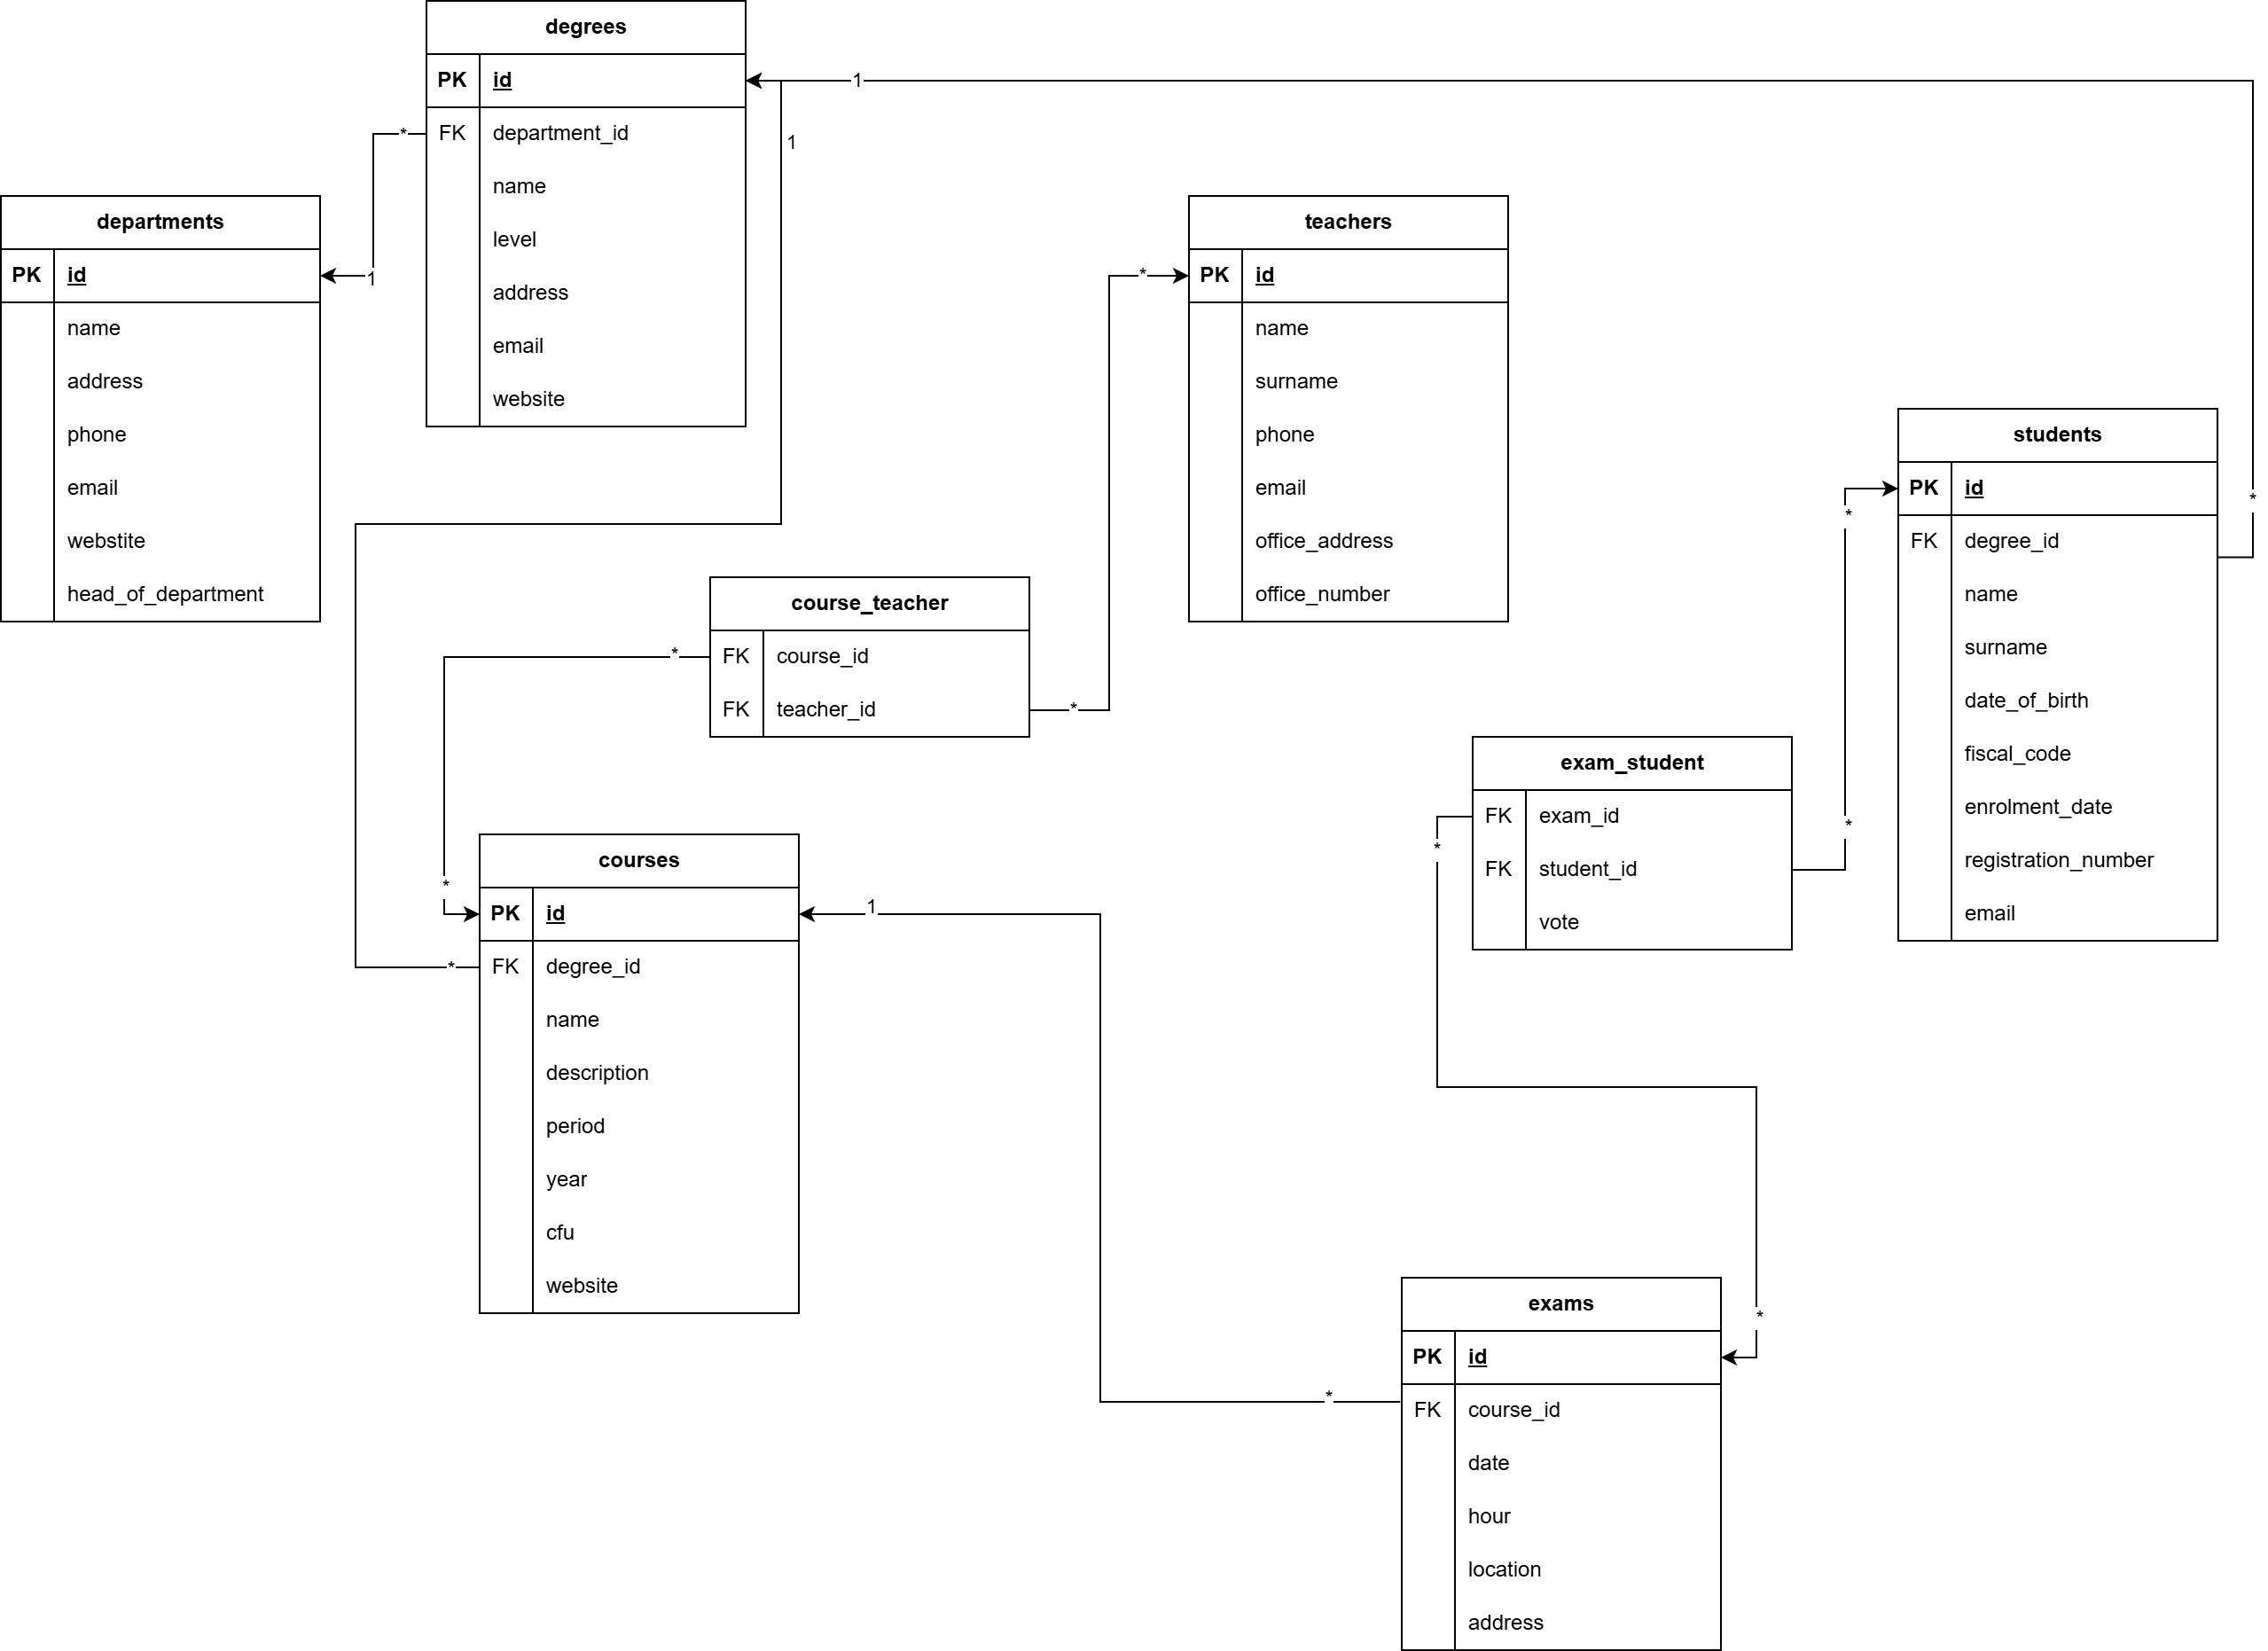 degrees
PK id
FK department_id
name
level
address
email
website
1
1
*
1
departments
PK id
name
address
phone
email
webstite
head_of_department
teachers
PK id
name
surname
phone
email
office_address
office_number
*
*
students
PK id
FK degree_id
name
surname
date_of_birth
fiscal_code
enrolment_date
registration_number
email
*
*
*
course_teacher
FK course_id
FK teacher_id
*
*
exam_student
FK exam_id
FK student_id
vote
*
*
courses
PK id
FK degree_id
name
description
period
year
cfu
website
*
1
exams
PK id
FK course_id
date
hour
location
address
*